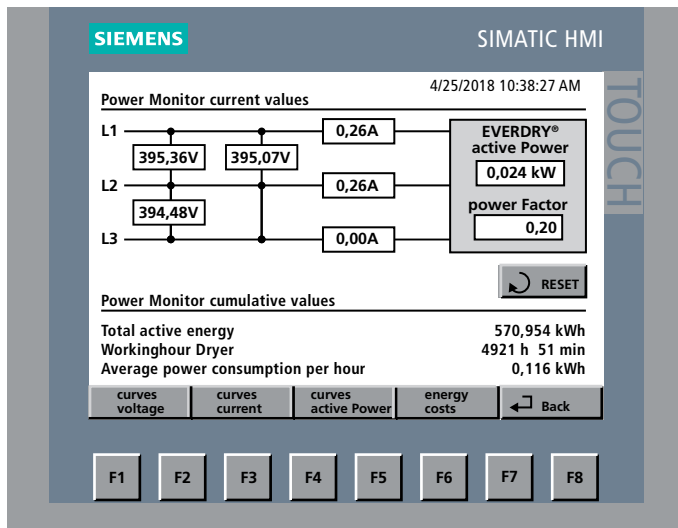 SIEMENS
SIMATIC HMI
TOUCH
4/25/2018 10:38:27 AM
Power Monitor current values
L1
0,26A
EVERDRY®
active Power
395,36V
395,07V
0,024 kW
L2
0,26A
394,48V
power Factor
0,20
L3
0,00A
RESET
Power Monitor cumulative values
Total active energy 570,954 kWh
Workinghour Dryer 4921 h 51 min
Average power consumption per hour 0,116 kWh
curves voltage
curves current
curves active Power
energy costs
Back
F1 F2 F3 F4 F5 F6 F7 F8